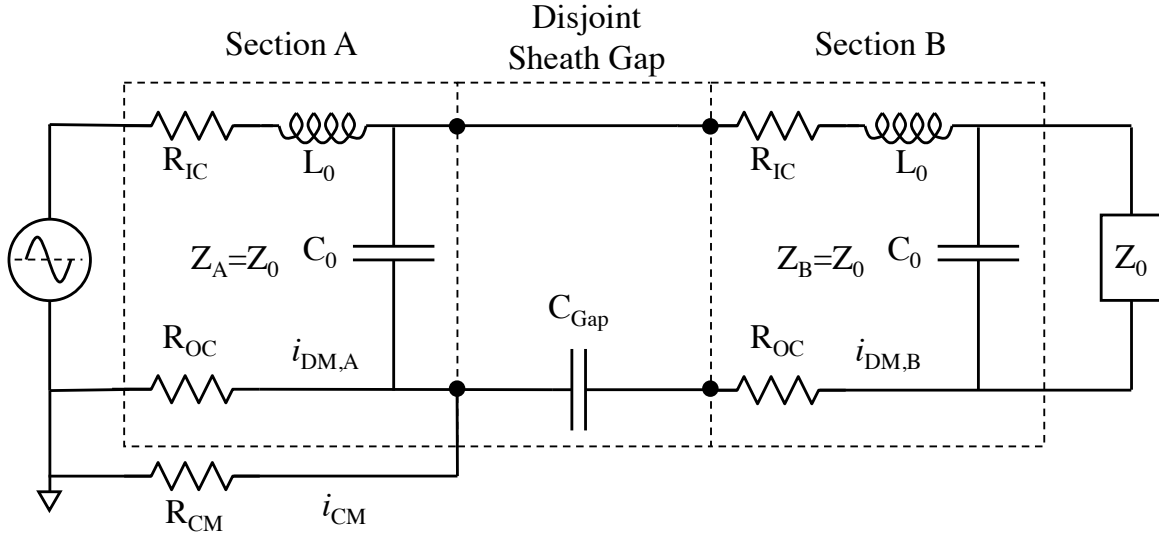 Disjoint
Section A
Sheath Gap
Section B
R_IC
L_0
R_IC
L_0
Z_A=Z_0
C_0
Z_B=Z_0
C_0
Z_0
C_Gap
R_OC
i_DM,A
R_OC
i_DM,B
R_CM
i_CM